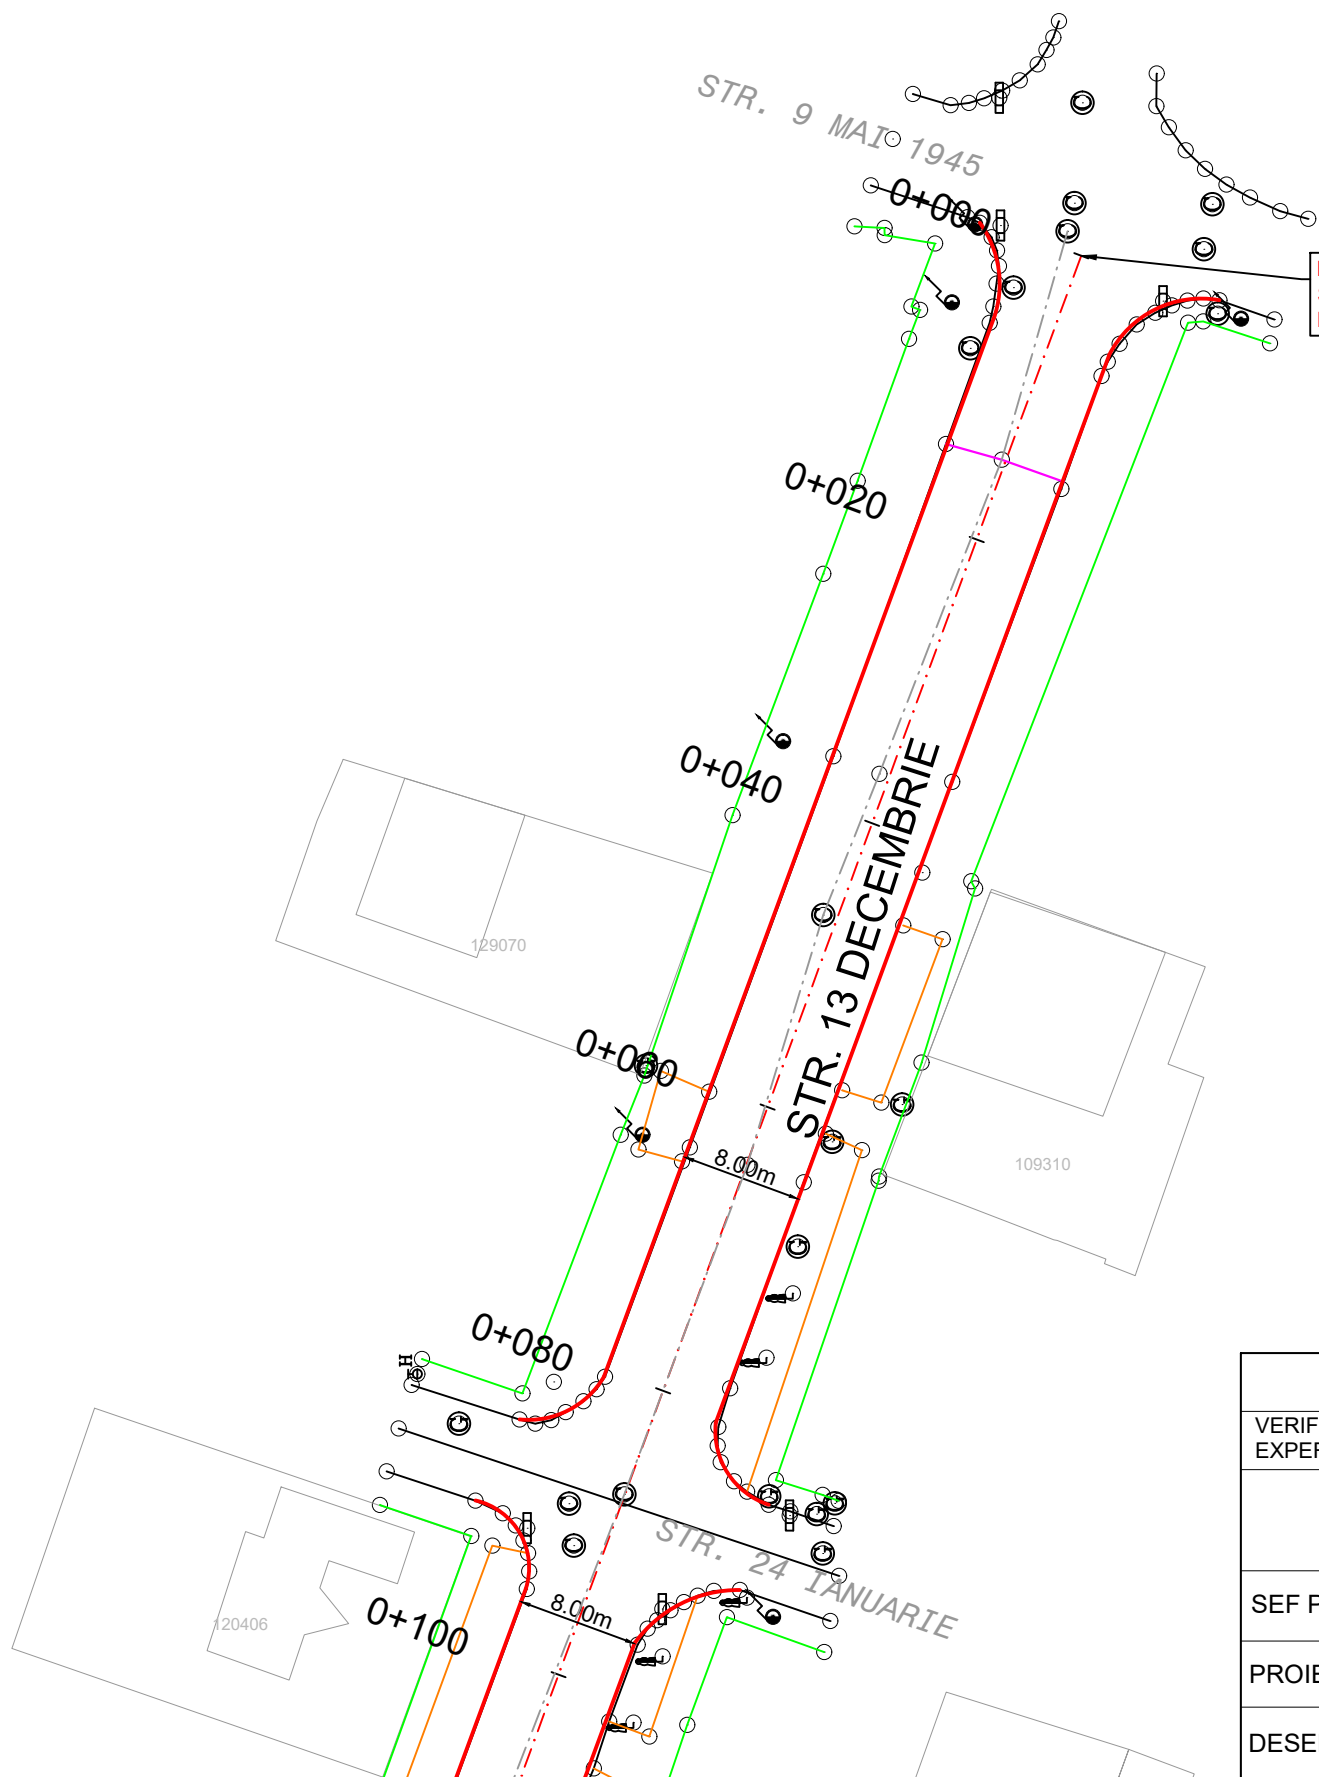 STR. 9 MAI 1945
0+000
0+020
0+040
STR. 13 DECEMBRIE
129070
0+060
8.00m
109310
0+080
H
VERIF
EXPE
STR. 24 IANUARIE
8.00m
0+100
120406
SEF P
PROIE
DESE